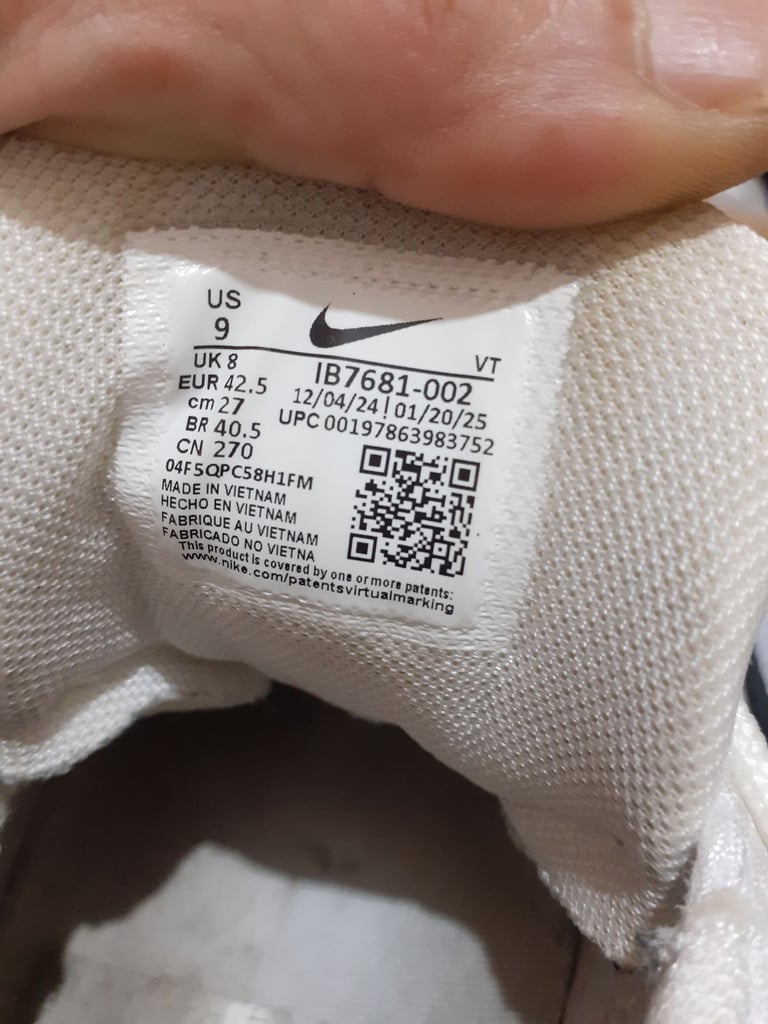 US
9
VT
UK 8
IB7681-002
EUR 42.5
12/04/24 | 01/20/25
cm 27
UPC 00197863983752
BR 40.5
CN 270
04F5QPC58H1FM
MADE IN VIETNAM
HECHO EN VIETNAM
FABRIQUE AU VIETNAM
FABRICADO NO VIETNA
This product is covered by one or more patents:
www.nike.com/patentsvirtualmarking